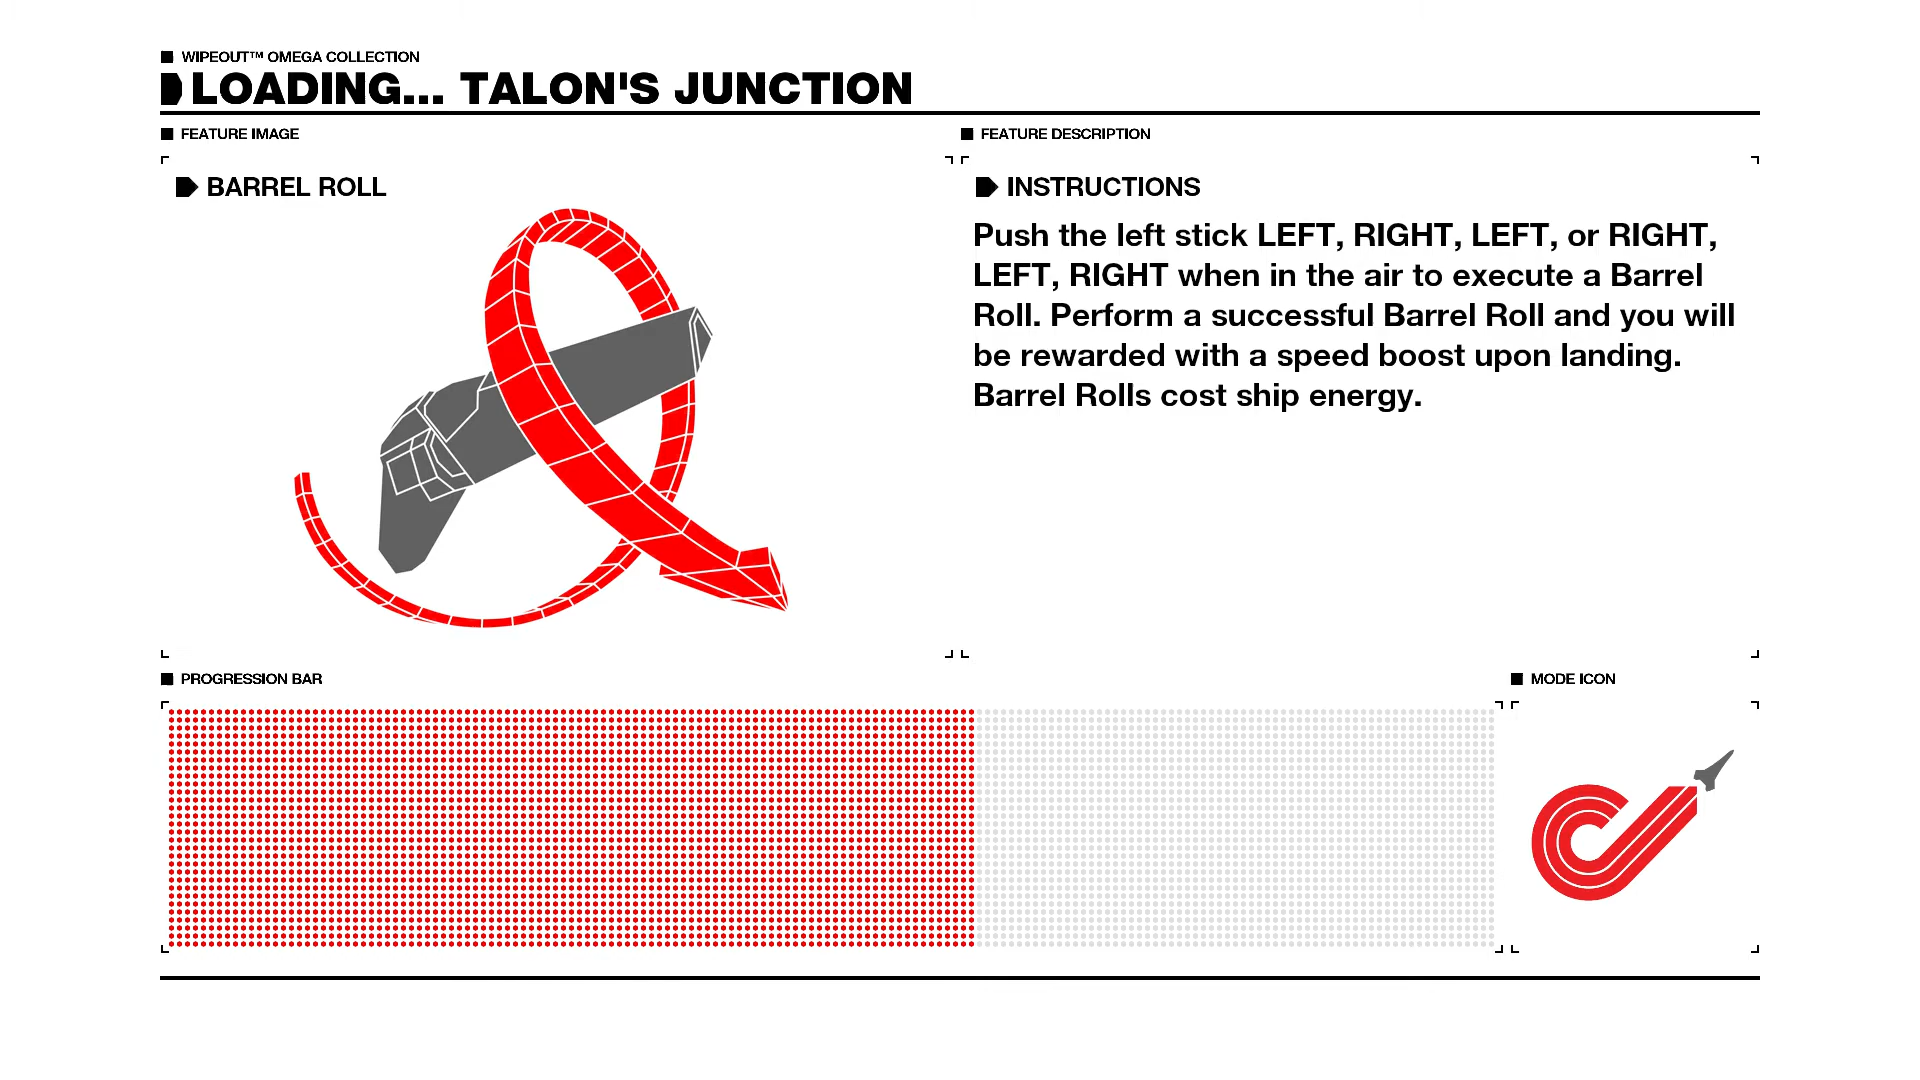 WIPEOUT™ OMEGA COLLECTION
LOADING... TALON'S JUNCTION
FEATURE IMAGE
BARREL ROLL
FEATURE DESCRIPTION
INSTRUCTIONS
Push the left stick LEFT, RIGHT, LEFT, or RIGHT,
LEFT, RIGHT when in the air to execute a Barrel
Roll. Perform a successful Barrel Roll and you will
be rewarded with a speed boost upon landing.
Barrel Rolls cost ship energy.
PROGRESSION BAR
MODE ICON